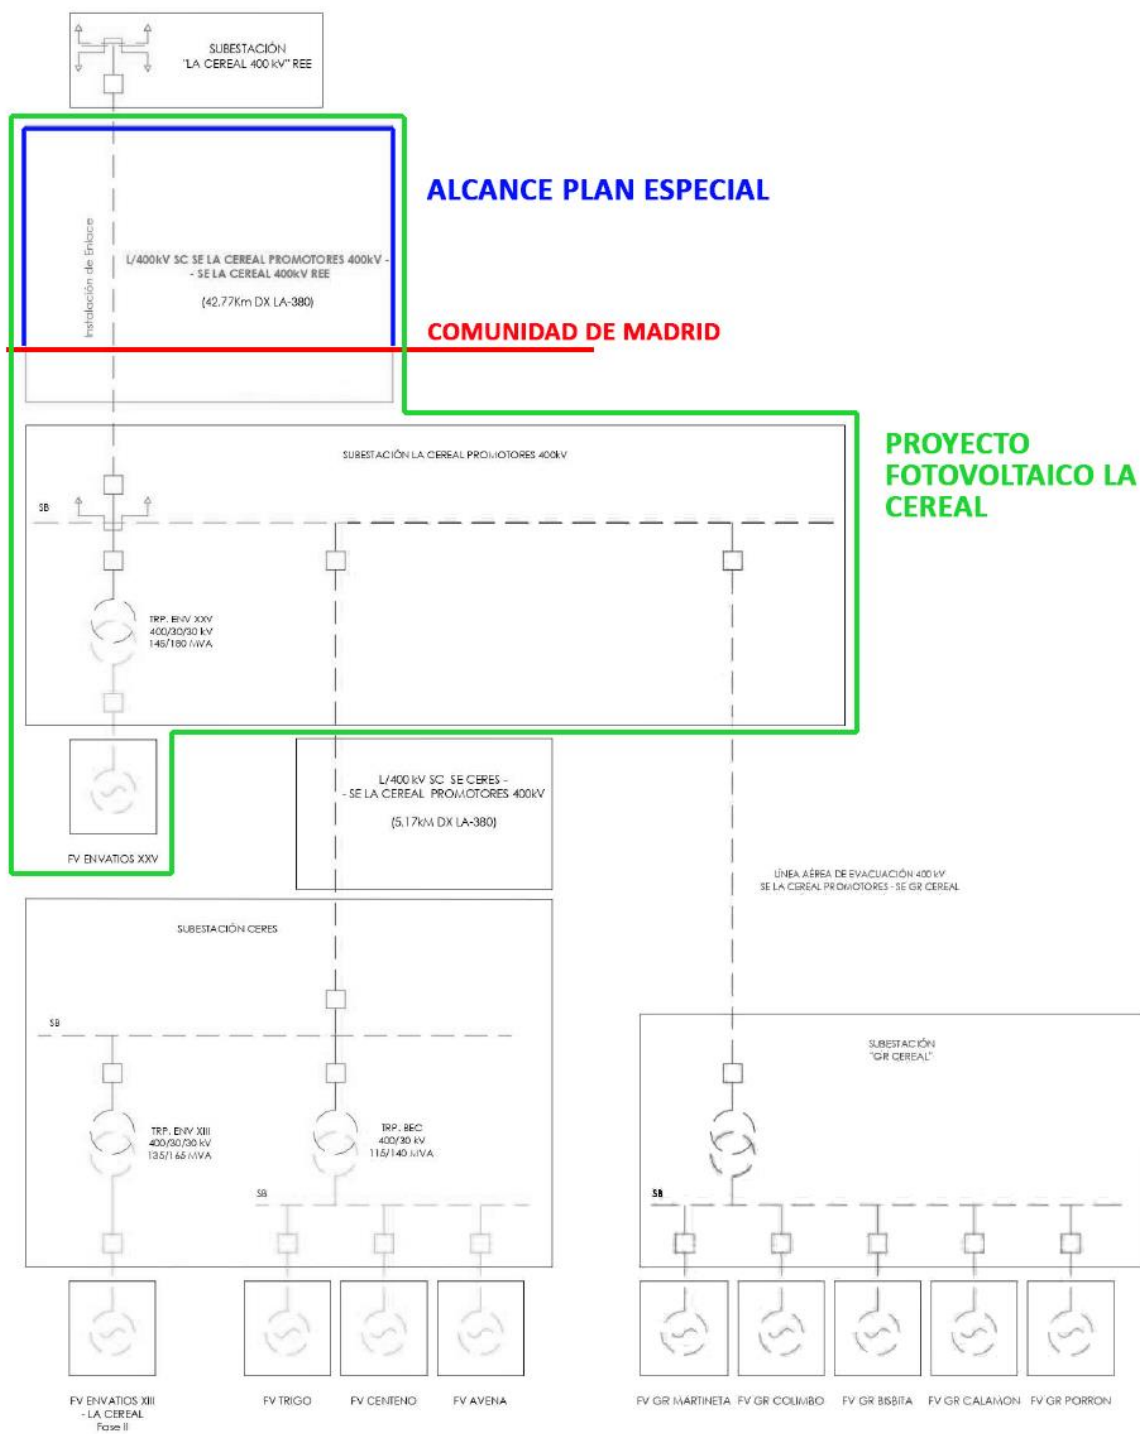 SUBESTACIÓN
"LA CEREAL 400 kV" REE
ALCANCE PLAN ESPECIAL
Instalación de Enlace
L/400kV SC SE LA CEREAL PROMOTORES 400kV -
- SE LA CEREAL 400kV REE
(42.77Km DX LA-380)
COMUNIDAD DE MADRID
SUBESTACIÓN LA CEREAL PROMOTORES 400kV
PROYECTO
FOTOVOLTAICO LA
CEREAL
SB
TRP. ENV XXV
400/30/30 kV
145/180 MVA
L/400 kV SC SE CERES -
- SE LA CEREAL PROMOTORES 400kV
(5.17kM DX LA-380)
FV ENVATIOS XXV
LÍNEA AÉREA DE EVACUACIÓN 400 kV
SE LA CEREAL PROMOTORES - SE GR CEREAL
SUBESTACIÓN CERES
SB
SUBESTACIÓN
"GR CEREAL"
TRP. ENV XIII
400/30/30 kV
135/165 MVA
TRP. BEC
400/30 kV
115/140 MVA
SB
SB
FV ENVATIOS XIII
- LA CEREAL
Fase II
FV TRIGO
FV CENTENO
FV AVENA
FV GR MARTINETA
FV GR COLIMBO
FV GR BISBITA
FV GR CALAMON
FV GR PORRON